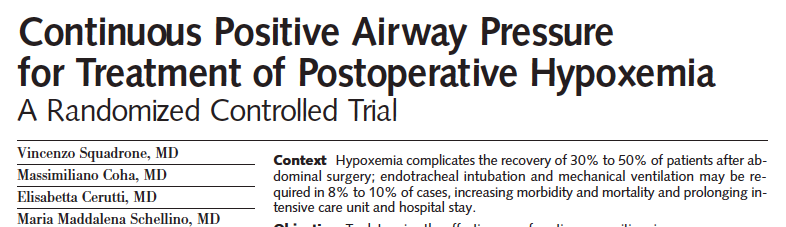 Continuous Positive Airway Pressure
for Treatment of Postoperative Hypoxemia
A Randomized Controlled Trial
Vincenzo Squadrone, MD
Massimiliano Coha, MD
Elisabetta Cerutti, MD
Maria Maddalena Schellino, MD
Context Hypoxemia complicates the recovery of 30% to 50% of patients after ab-
dominal surgery; endotracheal intubation and mechanical ventilation may be re-
quired in 8% to 10% of cases, increasing morbidity and mortality and prolonging in-
tensive care unit and hospital stay.